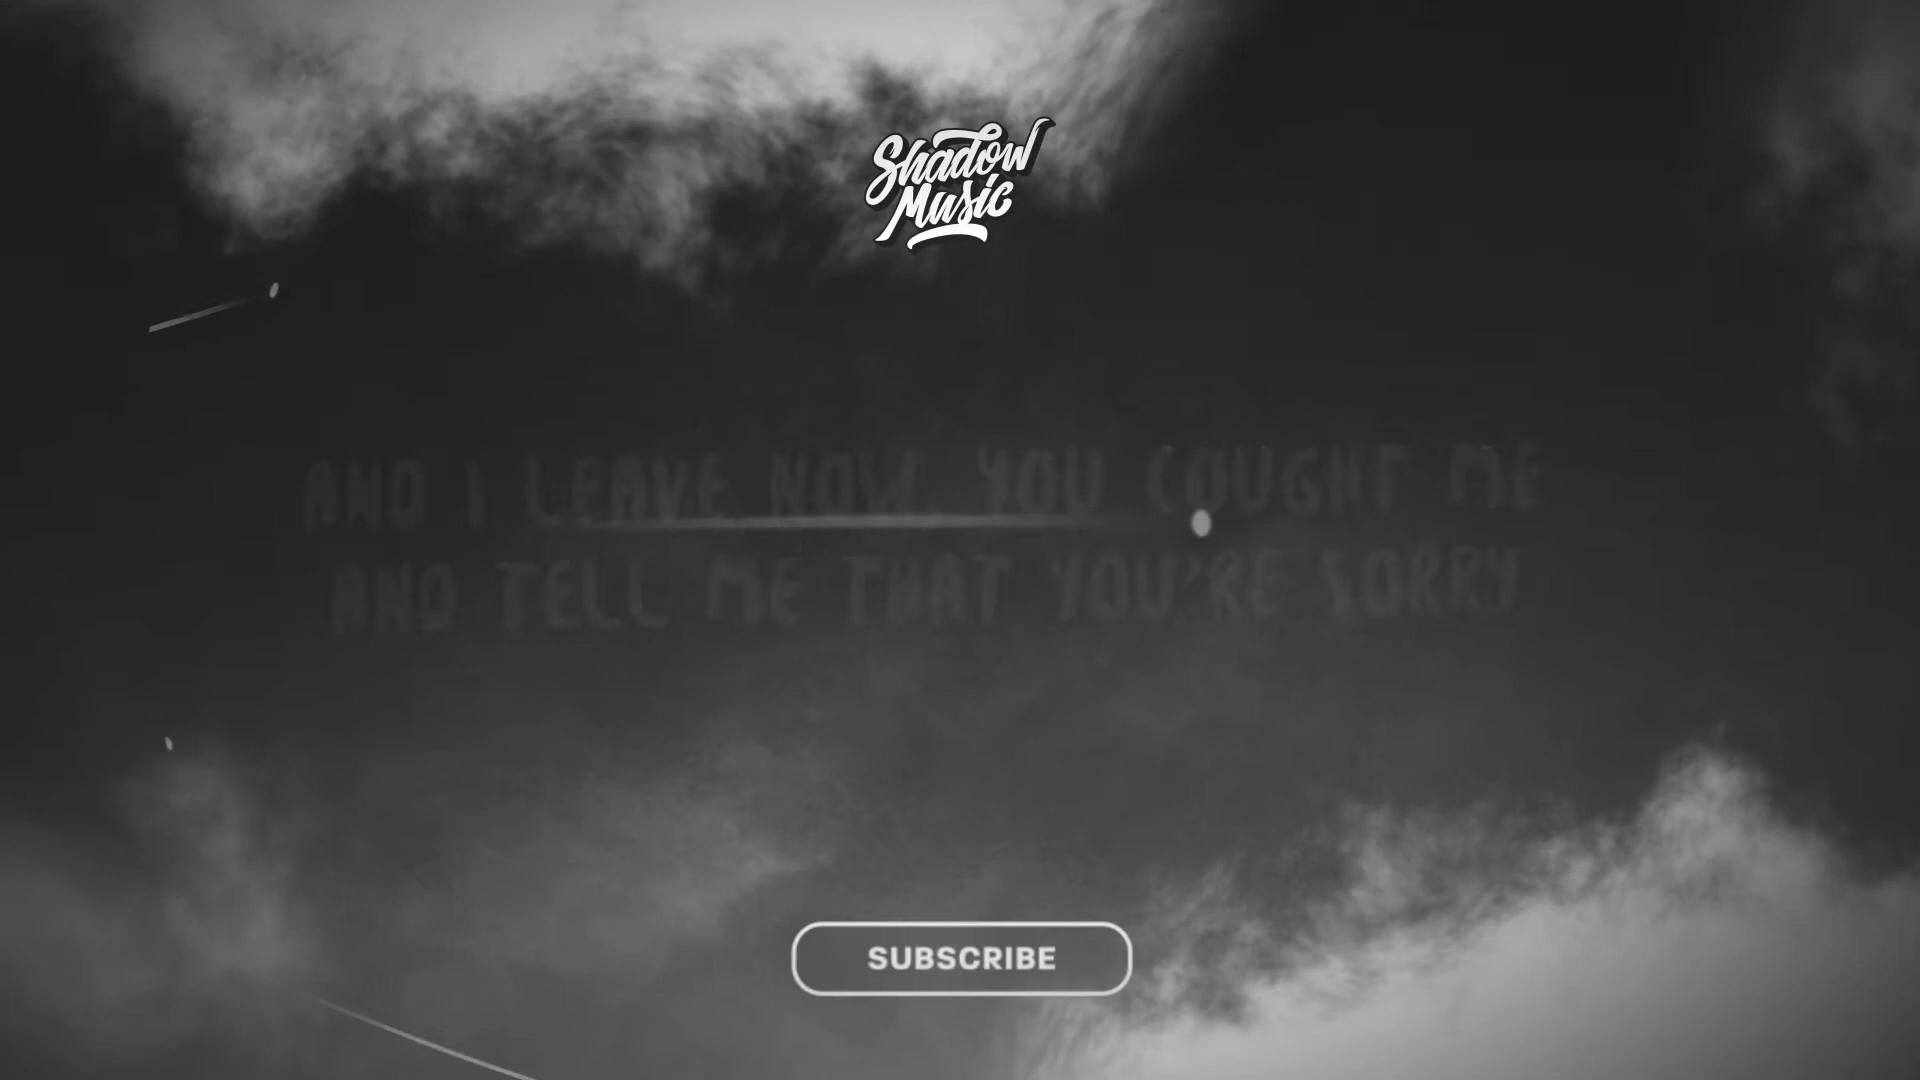 Shadow
Music
AND I LEAVE NOW, YOU COUGHT ME
AND TELL ME THAT YOU'RE SORRY
SUBSCRIBE